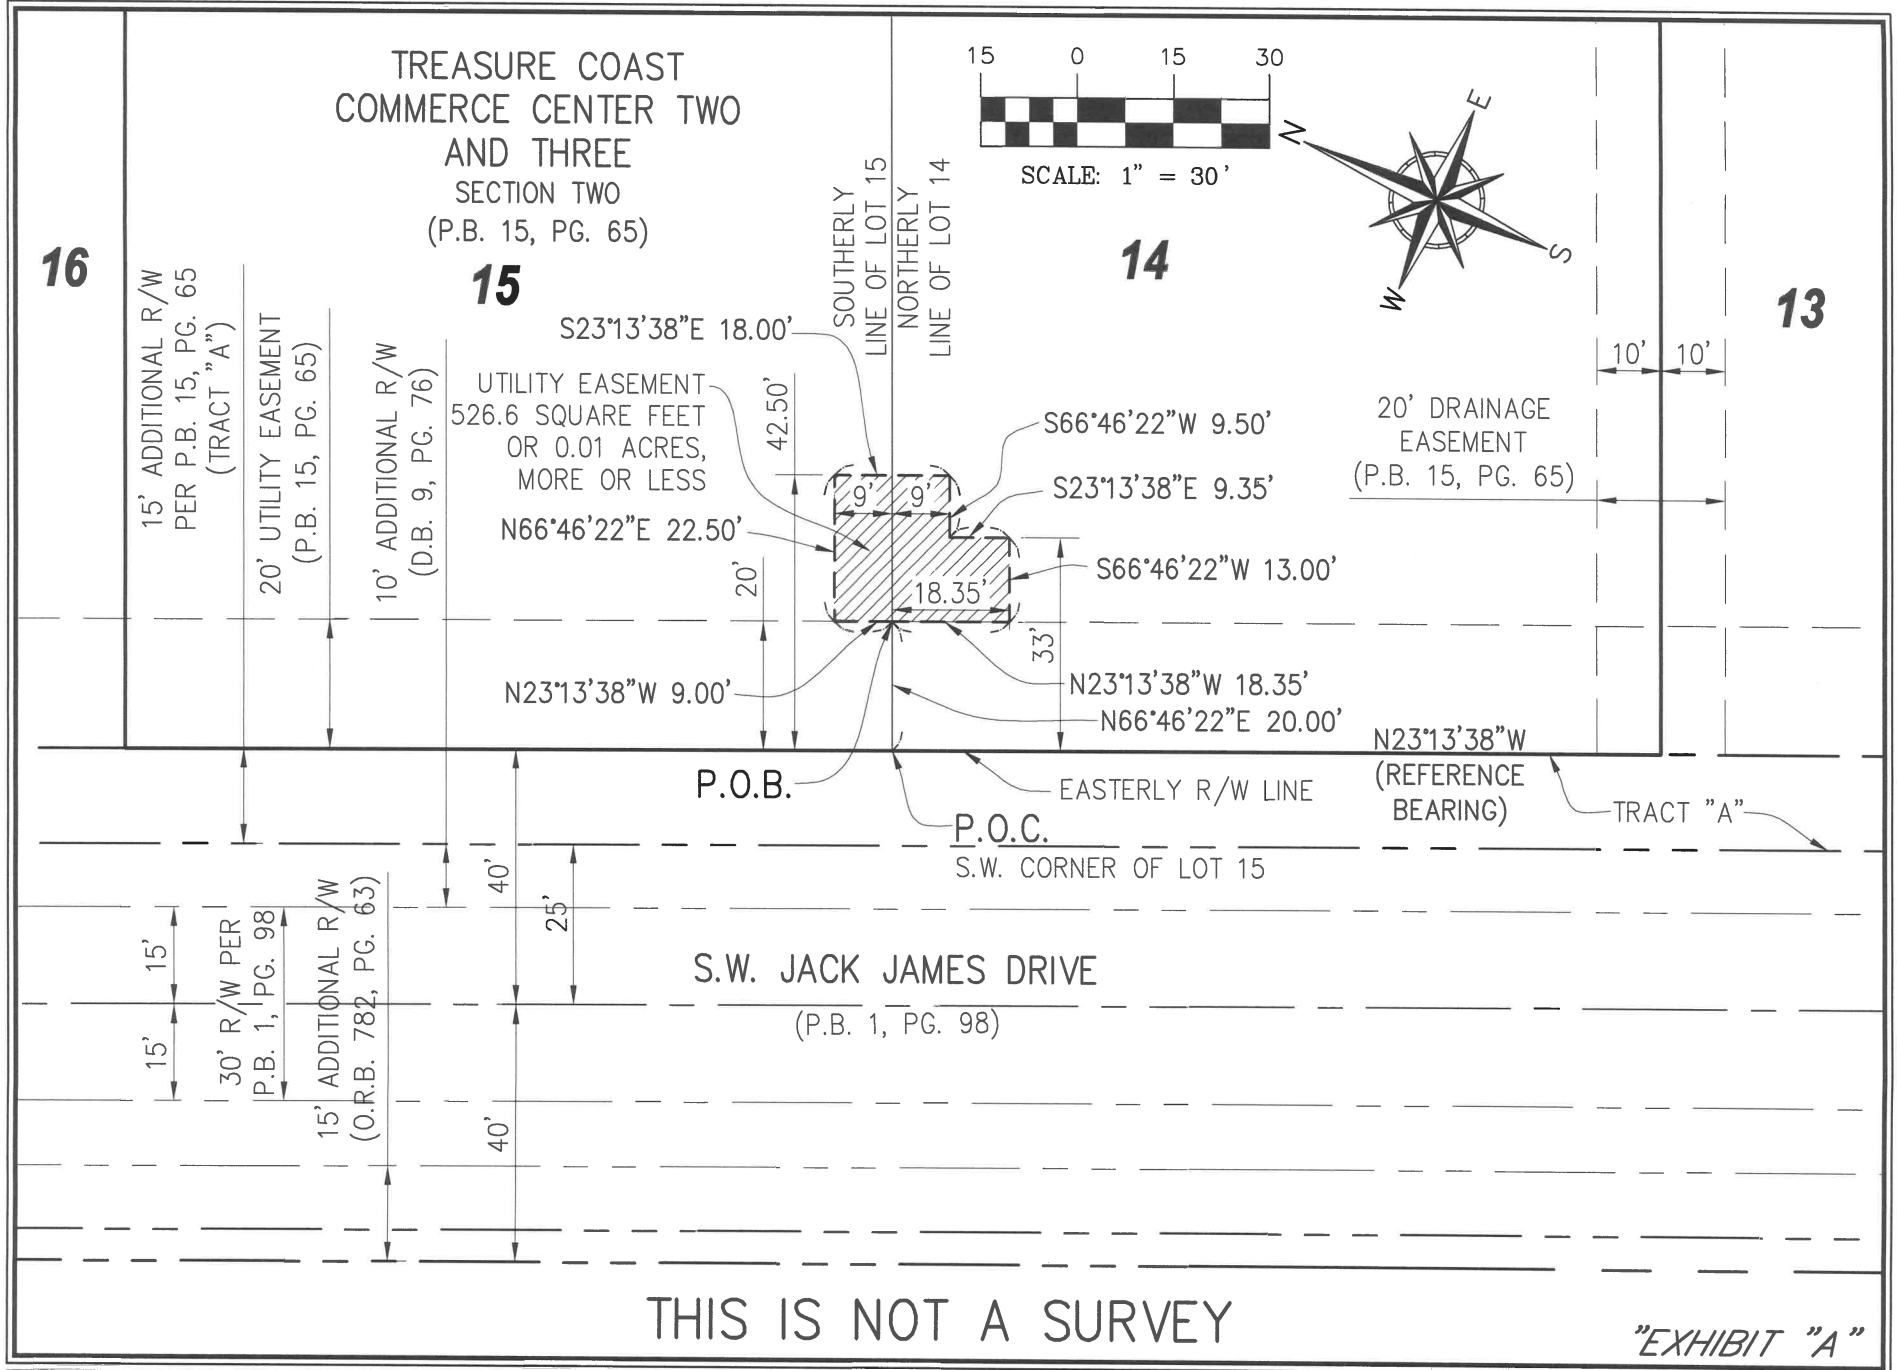 TREASURE COAST
COMMERCE CENTER TWO
AND THREE
SECTION TWO
(P.B. 15, PG. 65)
15 0 15 30
SCALE: 1" = 30'
N
E
S
W
16
15
14
13
15' ADDITIONAL R/W
PER P.B. 15, PG. 65
(TRACT "A")
20' UTILITY EASEMENT
(P.B. 15, PG. 65)
10' ADDITIONAL R/W
(D.B. 9, PG. 76)
SOUTHERLY
LINE OF LOT 15
NORTHERLY
LINE OF LOT 14
S23°13'38"E 18.00'
UTILITY EASEMENT
526.6 SQUARE FEET
OR 0.01 ACRES,
MORE OR LESS
N66°46'22"E 22.50'
42.50'
20'
9'
9'
18.35'
33'
S66°46'22"W 9.50'
S23°13'38"E 9.35'
S66°46'22"W 13.00'
10'
10'
20' DRAINAGE
EASEMENT
(P.B. 15, PG. 65)
N23°13'38"W 9.00'
N23°13'38"W 18.35'
N66°46'22"E 20.00'
N23°13'38"W
(REFERENCE
BEARING)
P.O.B.
EASTERLY R/W LINE
TRACT "A"
P.O.C.
S.W. CORNER OF LOT 15
40'
25'
15'
15'
30' R/W PER
P.B. 1, PG. 98
15' ADDITIONAL R/W
(O.R.B. 782, PG. 63)
40'
S.W. JACK JAMES DRIVE
(P.B. 1, PG. 98)
THIS IS NOT A SURVEY
"EXHIBIT "A"